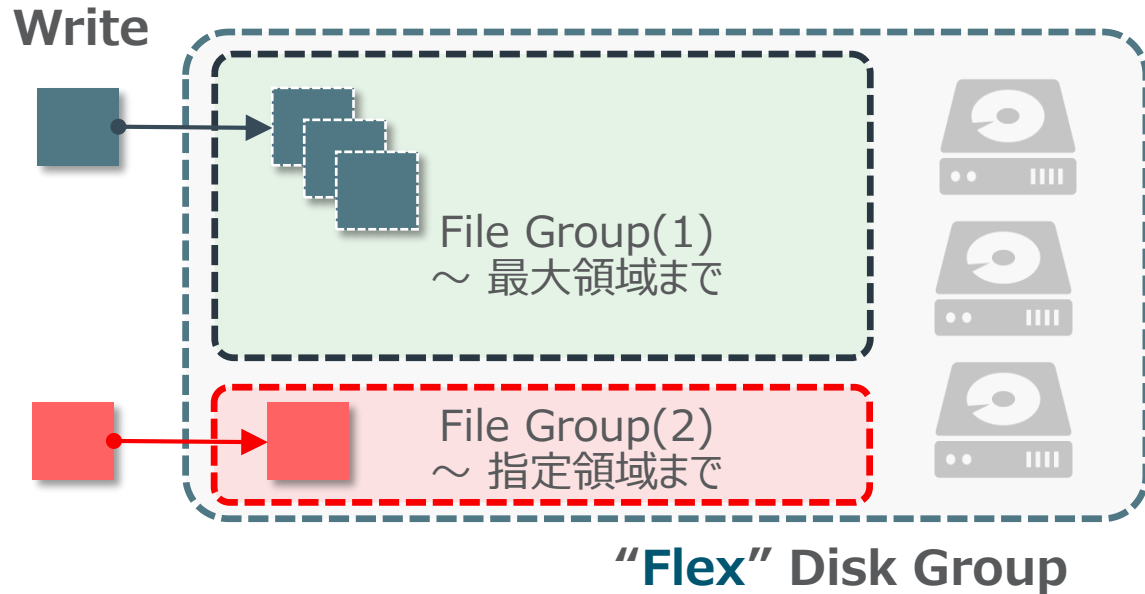 Write
File Group(1)
～ 最大領域まで
File Group(2)
～ 指定領域まで
“Flex” Disk Group